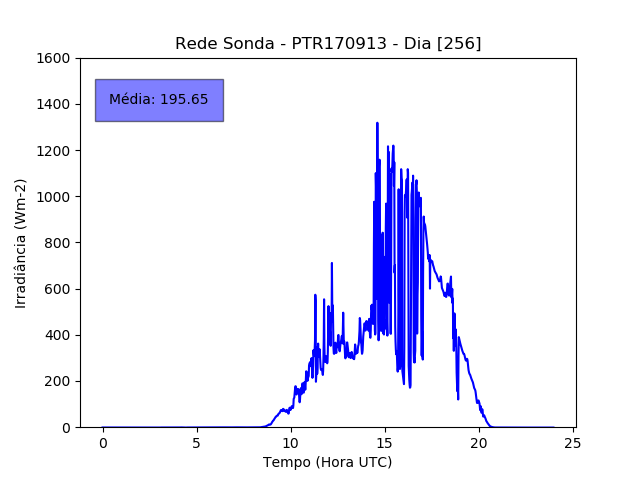 Rede Sonda - PTR170913 - Dia [256]
1600
1400
1200
1000
800
600
400
200
0
Média: 195.65
Irradiância (Wm-2)
0 5 10 15 20 25
Tempo (Hora UTC)